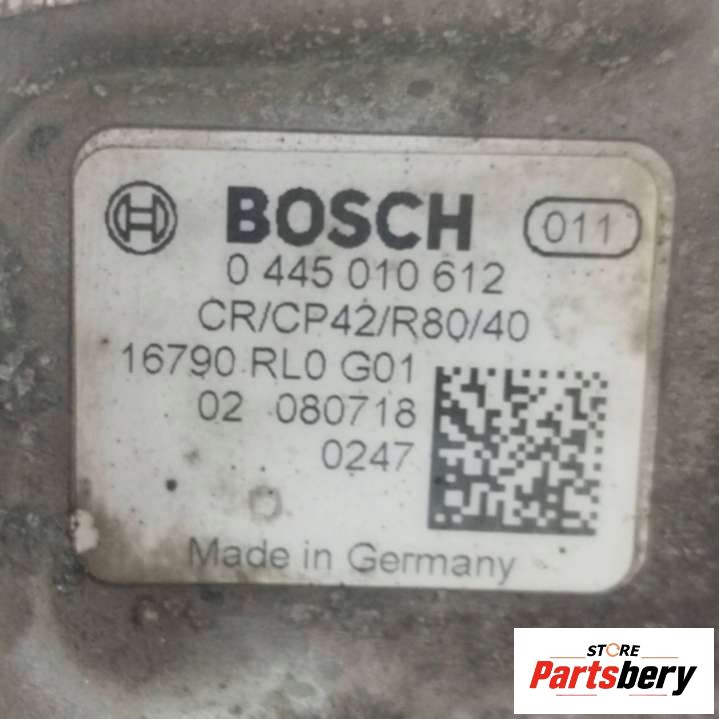 BOSCH 011
0 445 010 612
CR/CP42/R80/40
16790 RL0 G01
02 080718
0247
Made in Germany
STORE
Partsbery